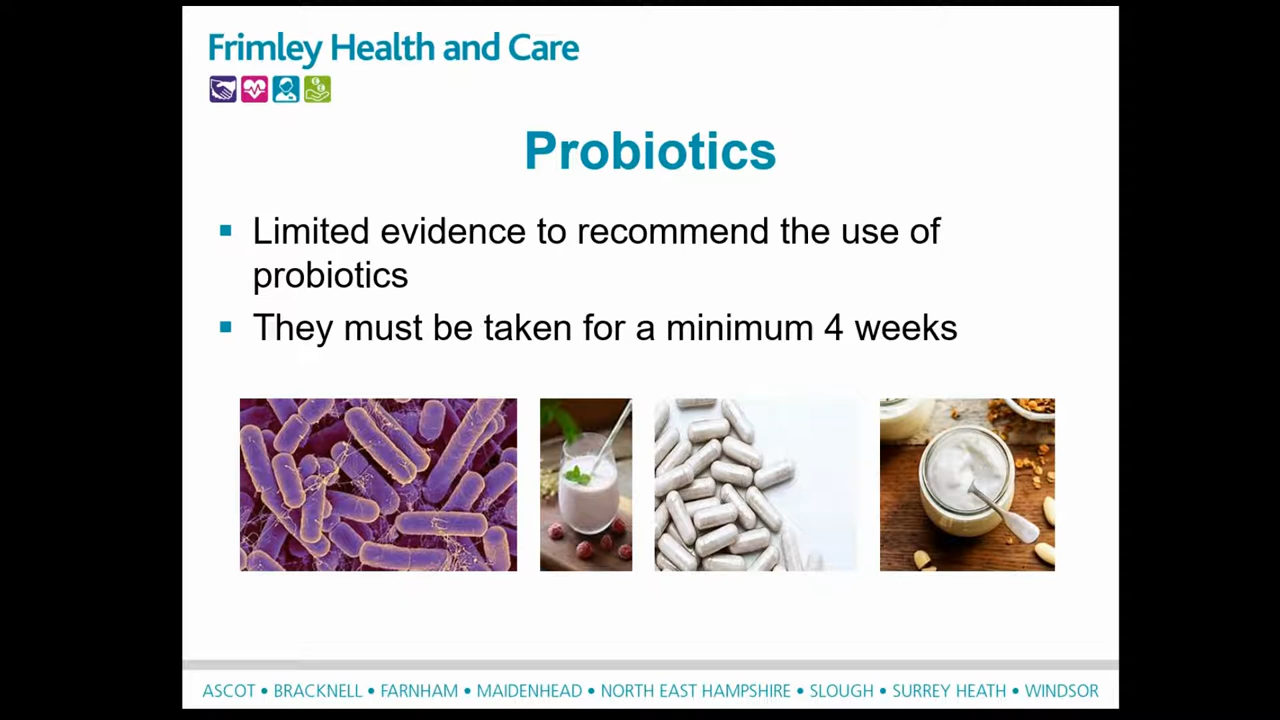 Frimley Health and Care
Probiotics
▪ Limited evidence to recommend the use of
probiotics
▪ They must be taken for a minimum 4 weeks
ASCOT • BRACKNELL • FARNHAM • MAIDENHEAD • NORTH EAST HAMPSHIRE • SLOUGH • SURREY HEATH • WINDSOR